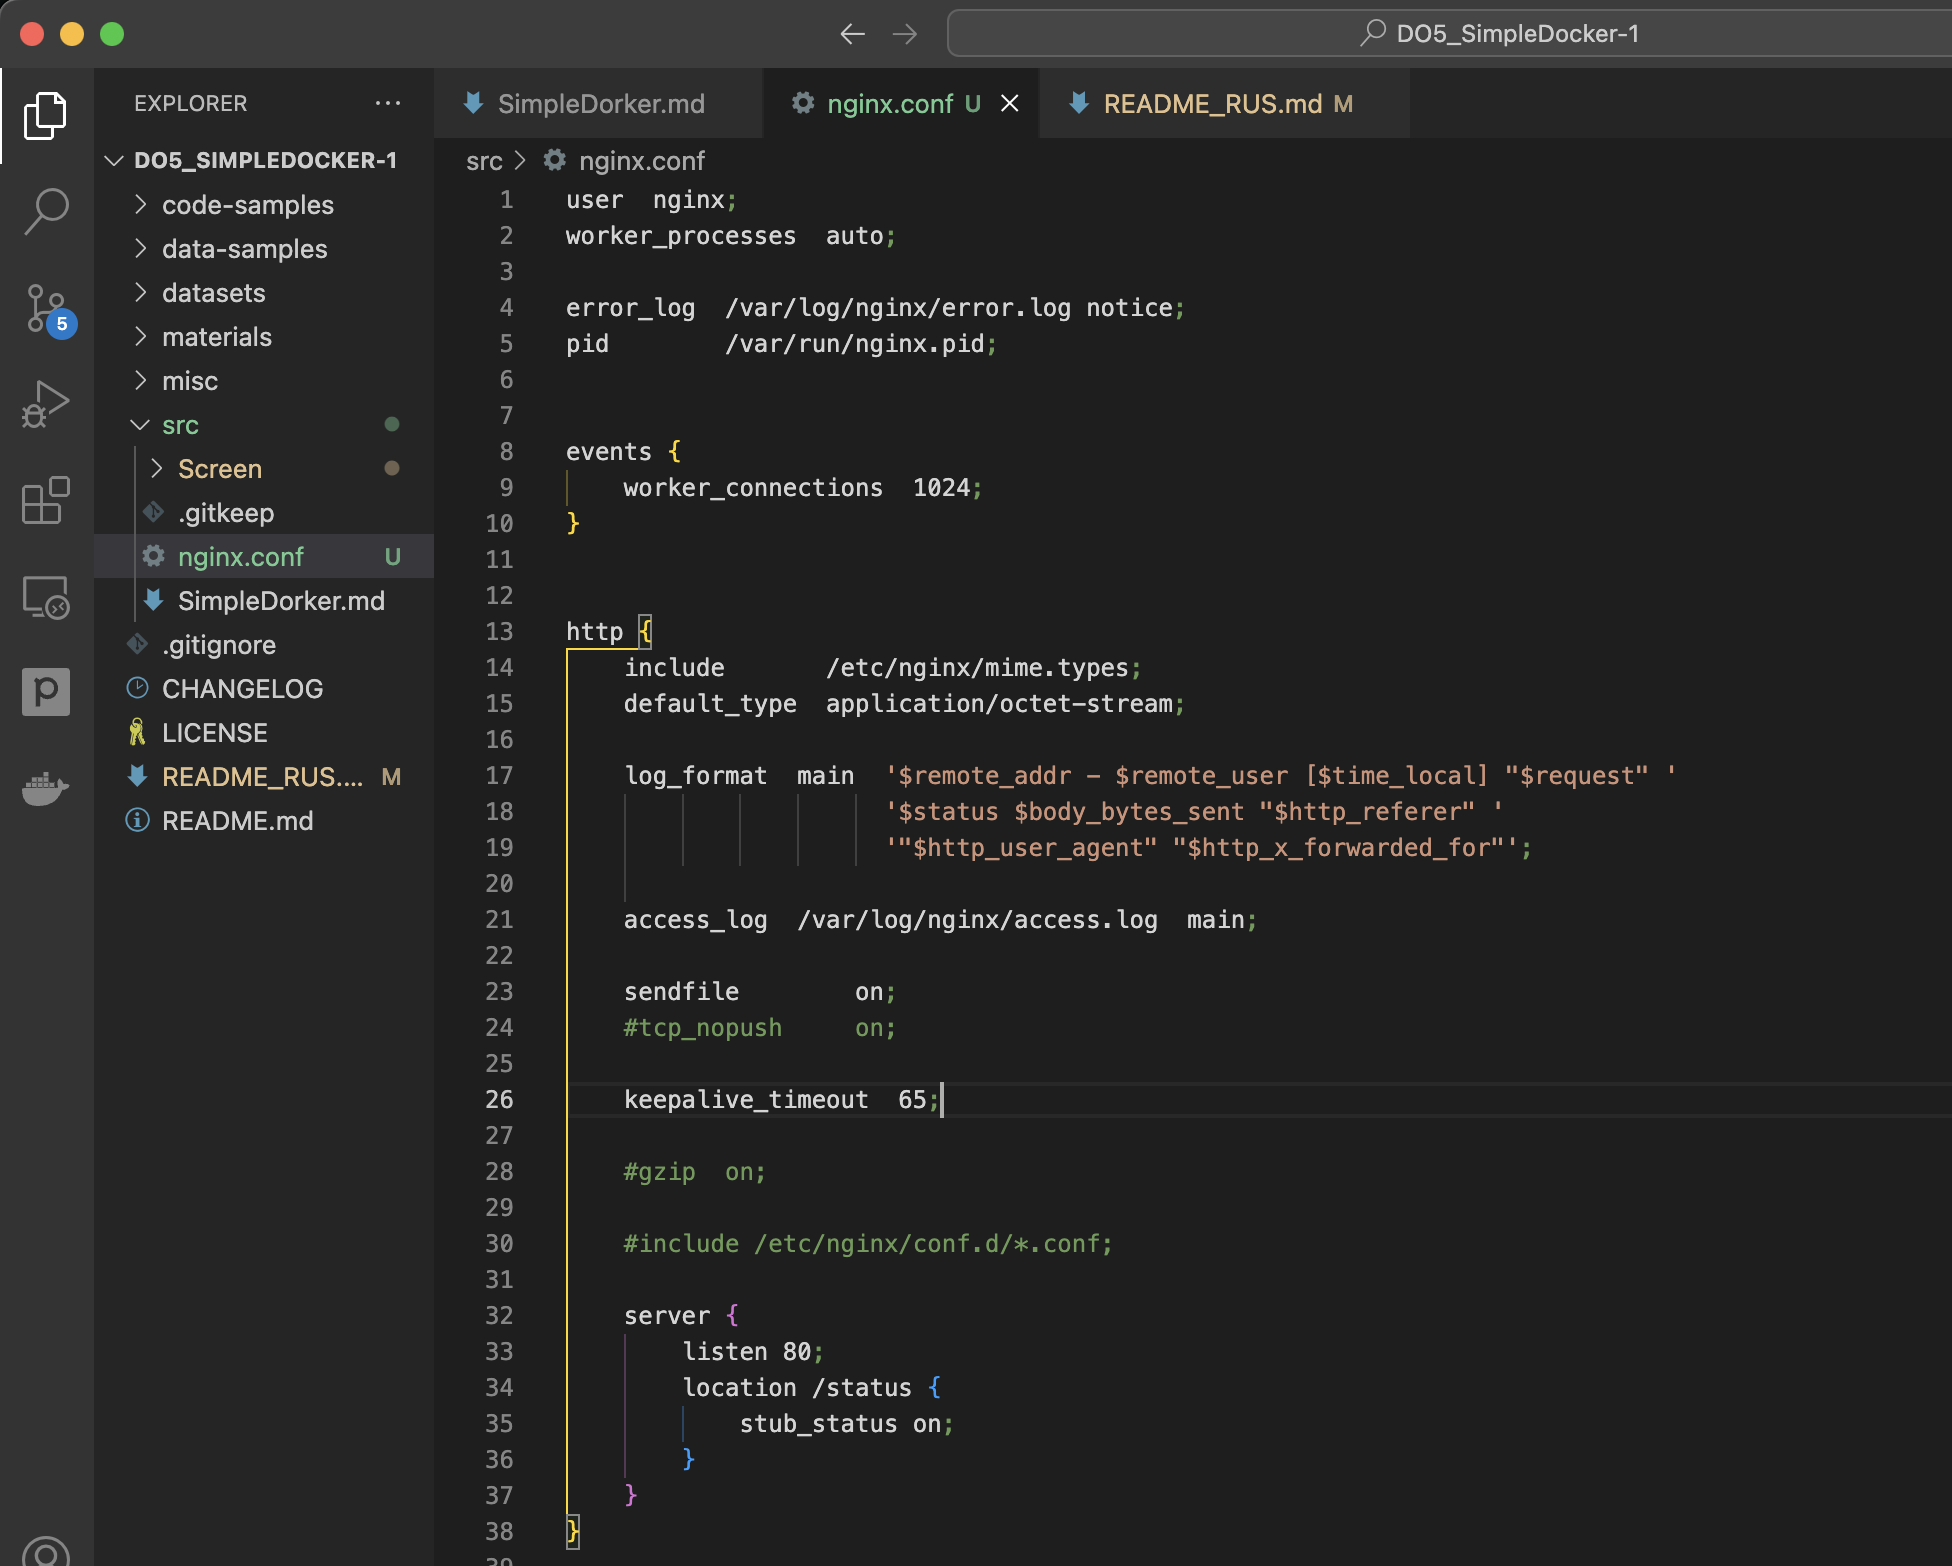 DO5_SimpleDocker-1
EXPLORER
DO5_SIMPLEDOCKER-1
code-samples
data-samples
datasets
materials
misc
src
Screen
.gitkeep
nginx.conf U
SimpleDorker.md
.gitignore
CHANGELOG
LICENSE
README_RUS.... M
README.md
5
SimpleDorker.md
nginx.conf U
README_RUS.md M
src > nginx.conf
1 user  nginx;
2 worker_processes  auto;
3
4 error_log  /var/log/nginx/error.log notice;
5 pid        /var/run/nginx.pid;
6
7
8 events {
9     worker_connections  1024;
10 }
11
12
13 http {
14     include       /etc/nginx/mime.types;
15     default_type  application/octet-stream;
16
17     log_format  main  '$remote_addr - $remote_user [$time_local] "$request" '
18                       '$status $body_bytes_sent "$http_referer" '
19                       '"$http_user_agent" "$http_x_forwarded_for"';
20
21     access_log  /var/log/nginx/access.log  main;
22
23     sendfile        on;
24     #tcp_nopush     on;
25
26     keepalive_timeout  65;
27
28     #gzip  on;
29
30     #include /etc/nginx/conf.d/*.conf;
31
32     server {
33         listen 80;
34         location /status {
35             stub_status on;
36         }
37     }
38 }
39